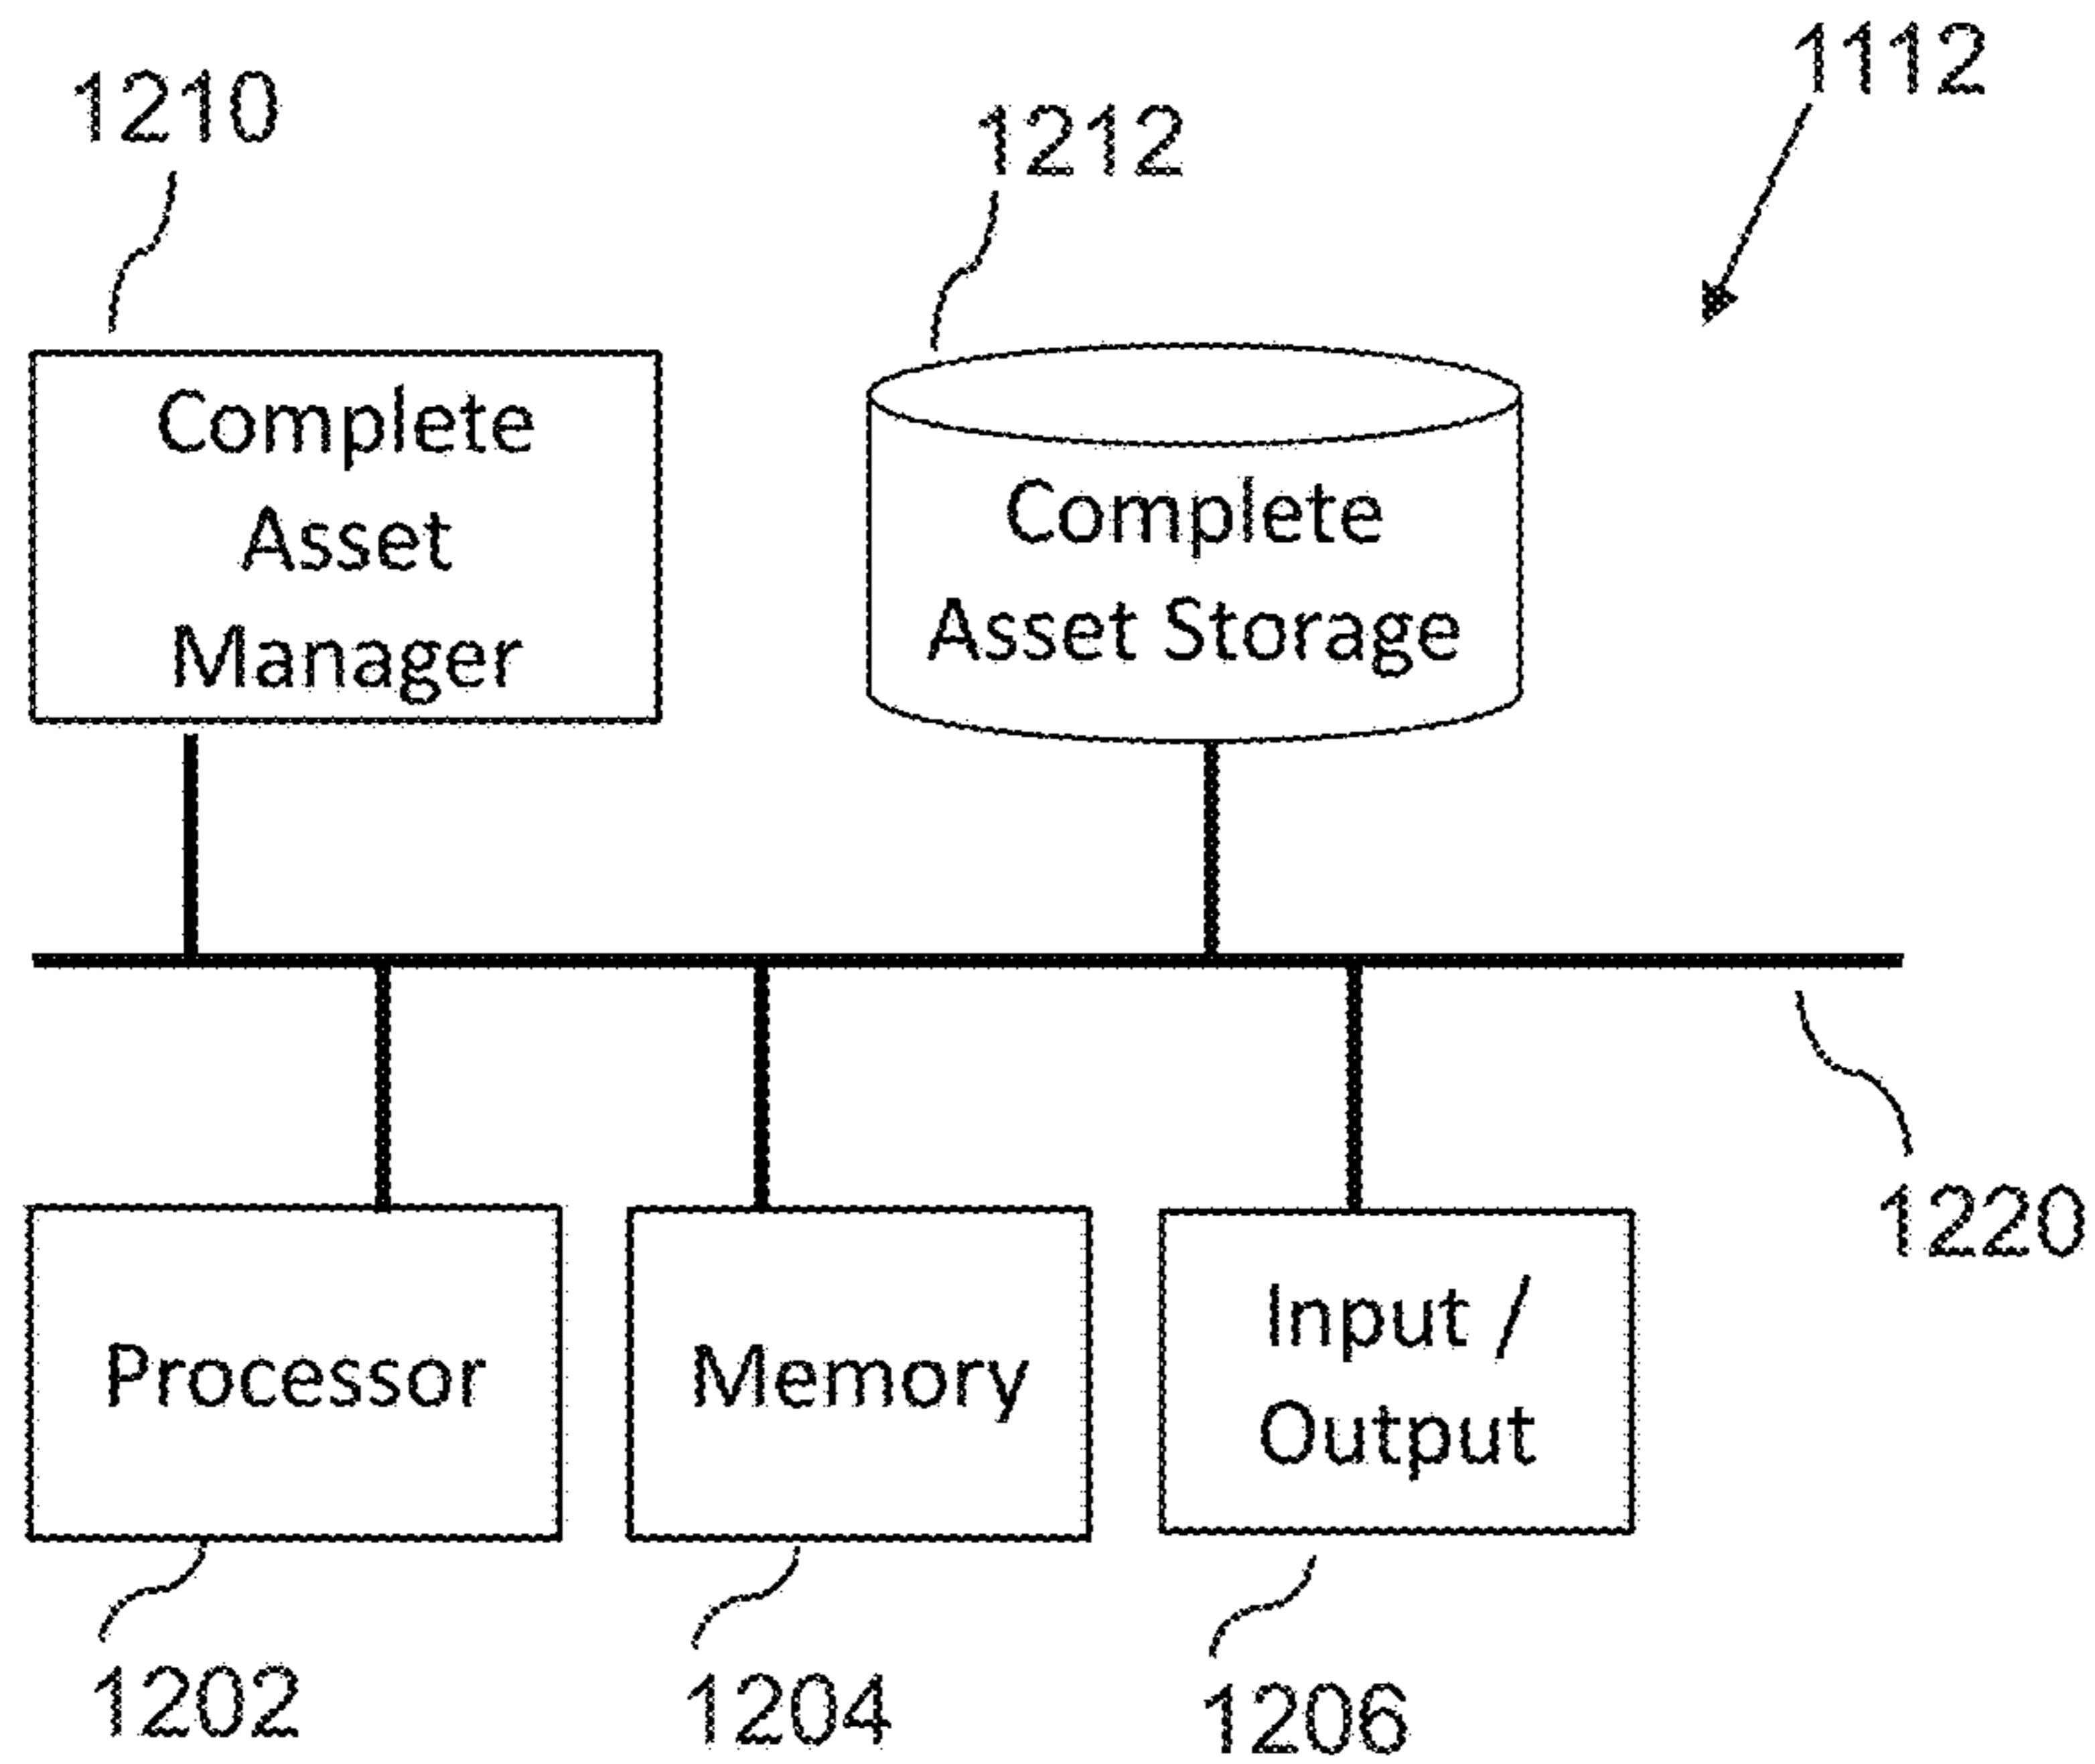 1112
1210
1212
Complete
Asset
Manager
Complete
Asset Storage
1220
Processor
Memory
Input /
Output
1202
1204
1206